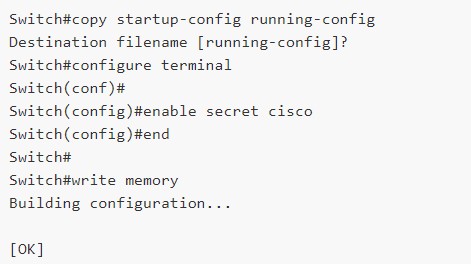 Switch#copy startup-config running-config
Destination filename [running-config]?
Switch#configure terminal
Switch(conf)#
Switch(config)#enable secret cisco
Switch(config)#end
Switch#
Switch#write memory
Building configuration...
[OK]